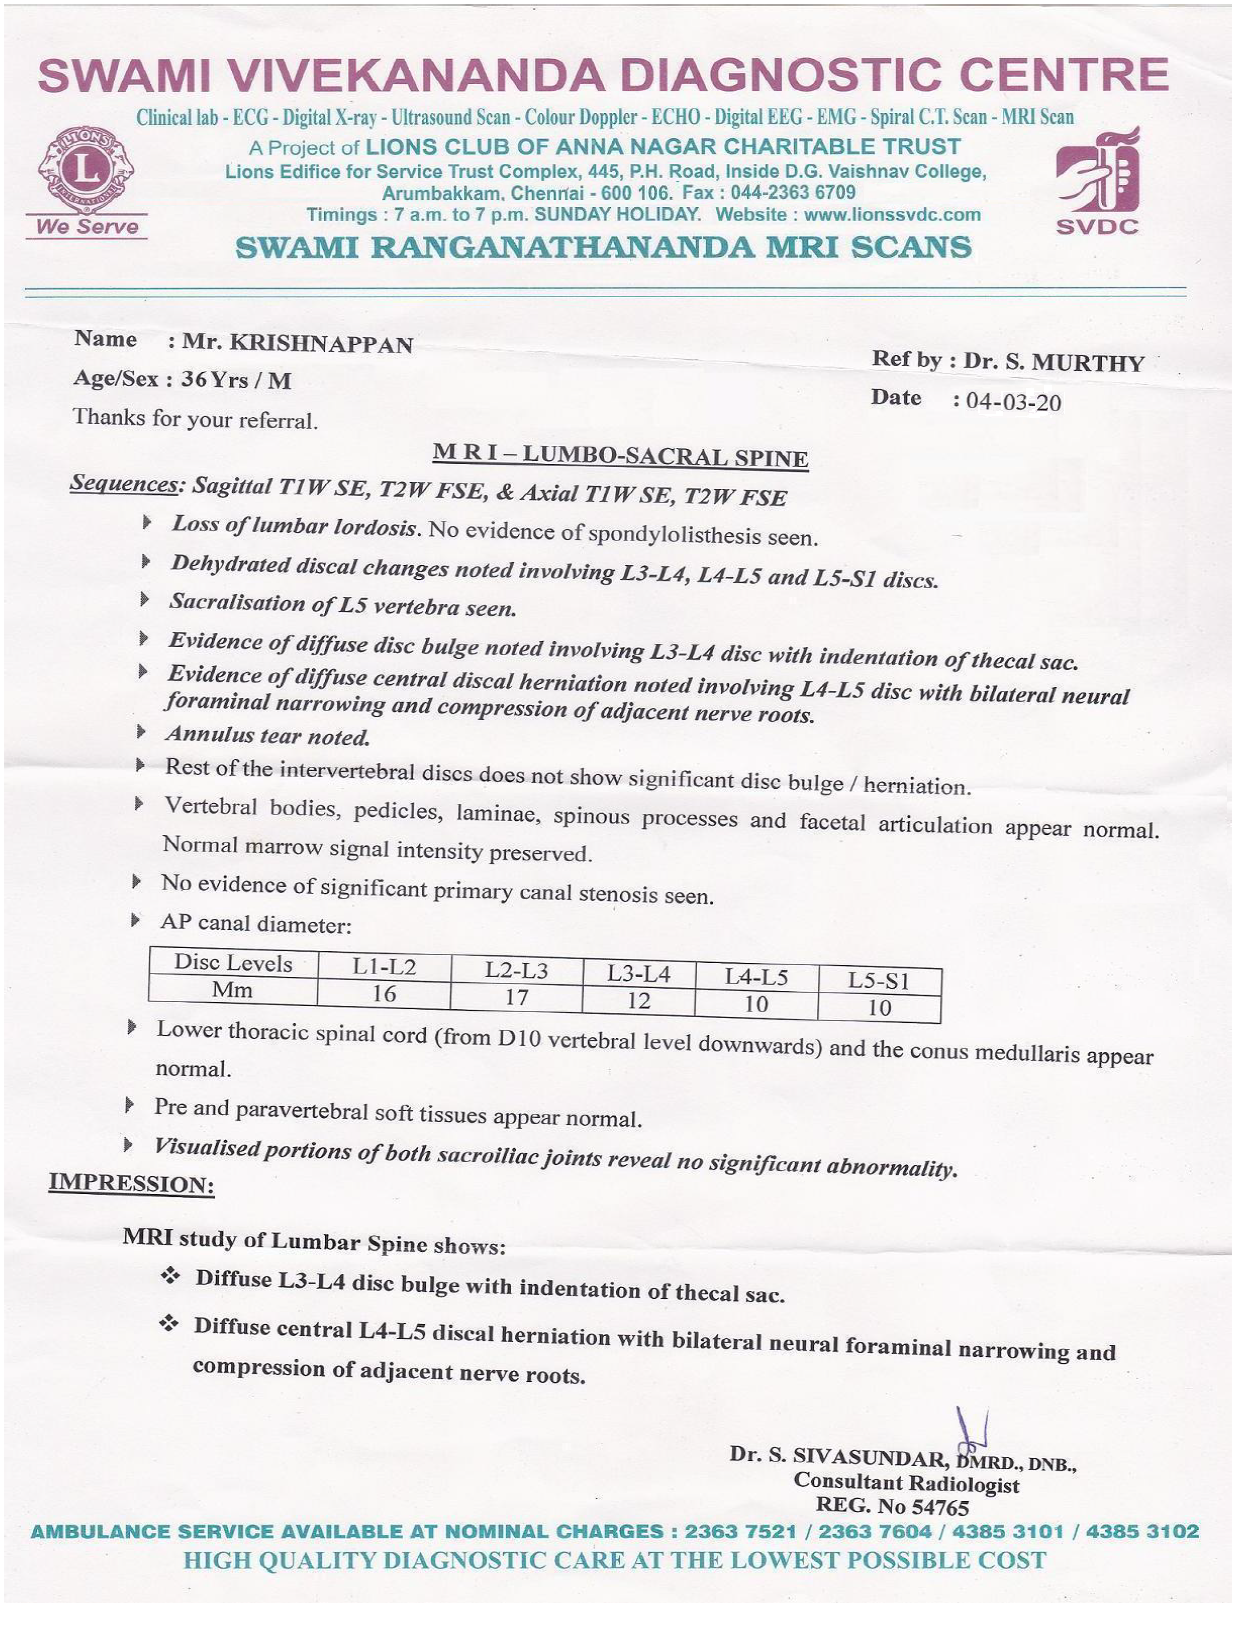 SWAMI VIVEKANANDA DIAGNOSTIC CENTRE
Clinical lab - ECG - Digital X-ray - Ultrasound Scan - Colour Doppler - ECHO - Digital EEG - EMG - Spiral C.T. Scan - MRI Scan
A Project of LIONS CLUB OF ANNA NAGAR CHARITABLE TRUST
Lions Edifice for Service Trust Complex, 445, P.H. Road, Inside D.G. Vaishnav College,
Arumbakkam, Chennai - 600 106. Fax : 044-2363 6709
Timings : 7 a.m. to 7 p.m. SUNDAY HOLIDAY. Website : www.lionssvdc.com
SWAMI RANGANATHANANDA MRI SCANS
LIONS
L
INTERNATIONAL
We Serve
SVDC
Name : Mr. KRISHNAPPAN
Ref by : Dr. S. MURTHY
Age/Sex : 36Yrs / M
Date : 04-03-20
Thanks for your referral.
M R I – LUMBO-SACRAL SPINE
Sequences: Sagittal T1W SE, T2W FSE, & Axial T1W SE, T2W FSE
Loss of lumbar lordosis. No evidence of spondylolisthesis seen.
Dehydrated discal changes noted involving L3-L4, L4-L5 and L5-S1 discs.
Sacralisation of L5 vertebra seen.
Evidence of diffuse disc bulge noted involving L3-L4 disc with indentation of thecal sac.
Evidence of diffuse central discal herniation noted involving L4-L5 disc with bilateral neural
foraminal narrowing and compression of adjacent nerve roots.
Annulus tear noted.
Rest of the intervertebral discs does not show significant disc bulge / herniation.
Vertebral bodies, pedicles, laminae, spinous processes and facetal articulation appear normal.
Normal marrow signal intensity preserved.
No evidence of significant primary canal stenosis seen.
AP canal diameter:
Disc Levels L1-L2 L2-L3 L3-L4 L4-L5 L5-S1
Mm 16 17 12 10 10
Lower thoracic spinal cord (from D10 vertebral level downwards) and the conus medullaris appear
normal.
Pre and paravertebral soft tissues appear normal.
Visualised portions of both sacroiliac joints reveal no significant abnormality.
IMPRESSION:
MRI study of Lumbar Spine shows:
Diffuse L3-L4 disc bulge with indentation of thecal sac.
Diffuse central L4-L5 discal herniation with bilateral neural foraminal narrowing and
compression of adjacent nerve roots.
Dr. S. SIVASUNDAR, DMRD., DNB.,
Consultant Radiologist
REG. No 54765
AMBULANCE SERVICE AVAILABLE AT NOMINAL CHARGES : 2363 7521 / 2363 7604 / 4385 3101 / 4385 3102
HIGH QUALITY DIAGNOSTIC CARE AT THE LOWEST POSSIBLE COST